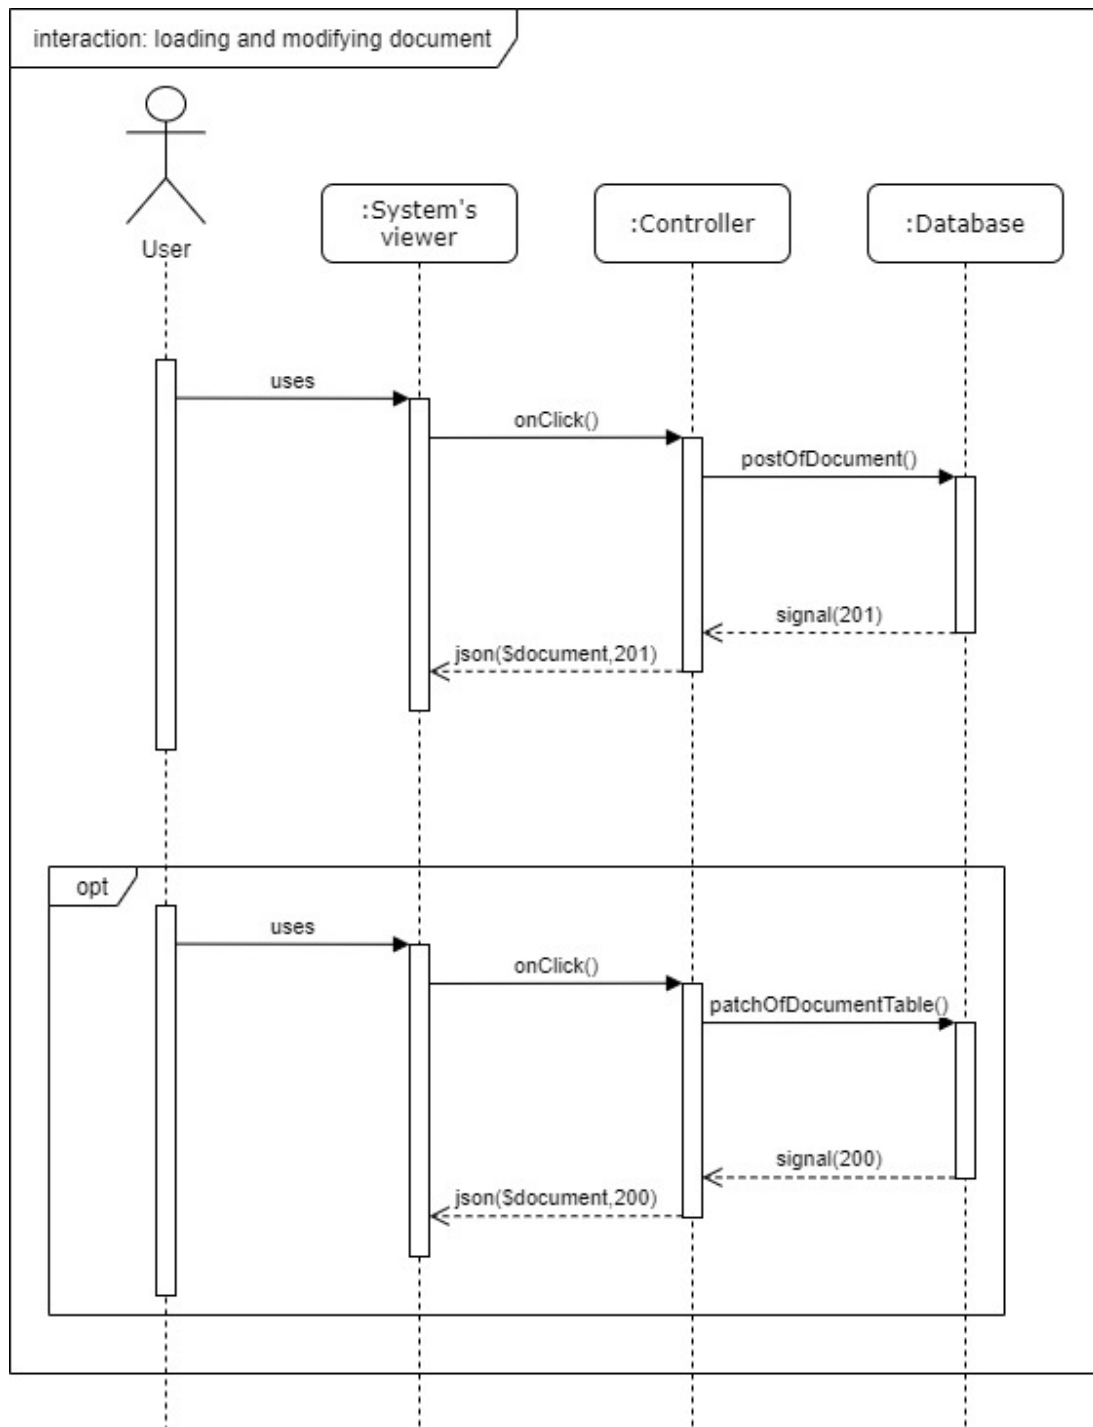 interaction: loading and modifying document
User
:System's
viewer
:Controller
:Database
uses
onClick()
postOfDocument()
signal(201)
json($document,201)
opt
uses
onClick()
patchOfDocumentTable()
signal(200)
json($document,200)